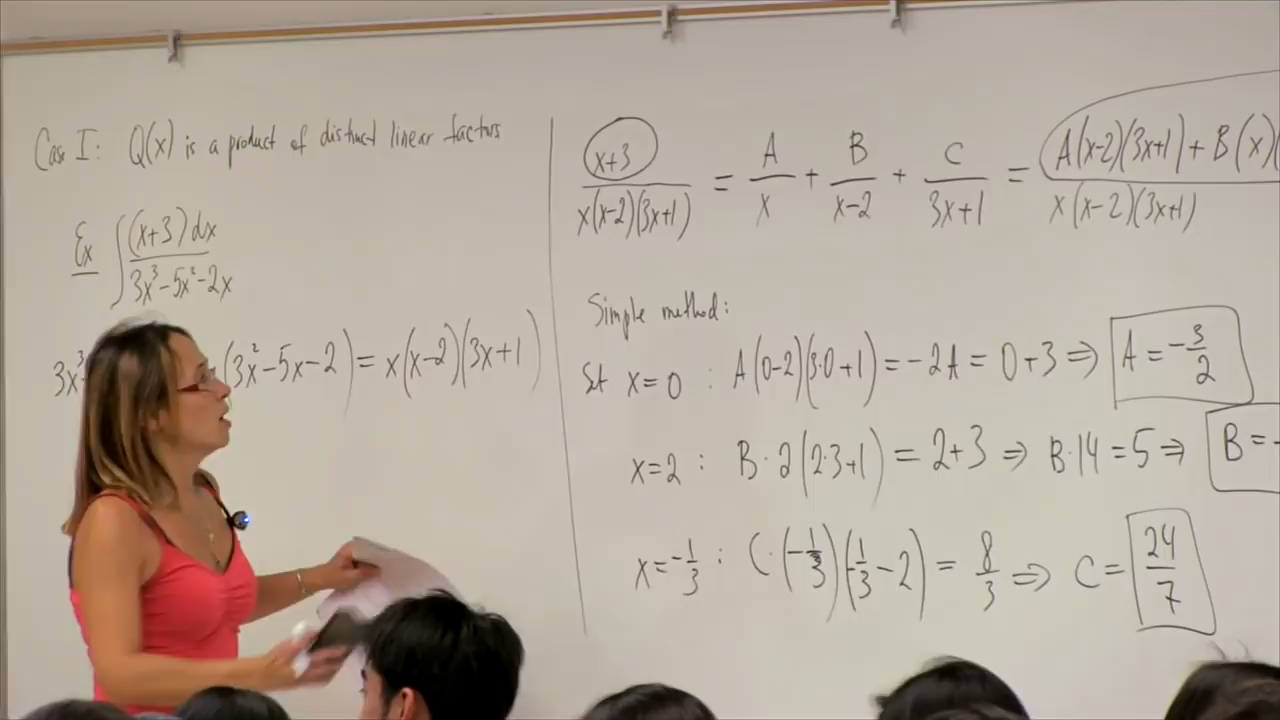 Case I: Q(x) is a product of distinct linear factors
Ex ∫ (x+3)dx / 3x³-5x²-2x
3x³ (3x²-5x-2) = x(x-2)(3x+1)
x+3 / x(x-2)(3x+1) = A/x + B/x-2 + C/3x+1 = A(x-2)(3x+1) + B(x)( / x(x-2)(3x+1)
Simple method:
Set x=0 : A(0-2)(3·0+1) = -2A = 0+3 ⇒ A = -3/2
x=2 : B·2(2·3+1) = 2+3 ⇒ B·14 = 5 ⇒ B =
x=-1/3 : C·(-1/3)(-1/3-2) = 8/3 ⇒ C = 24/7